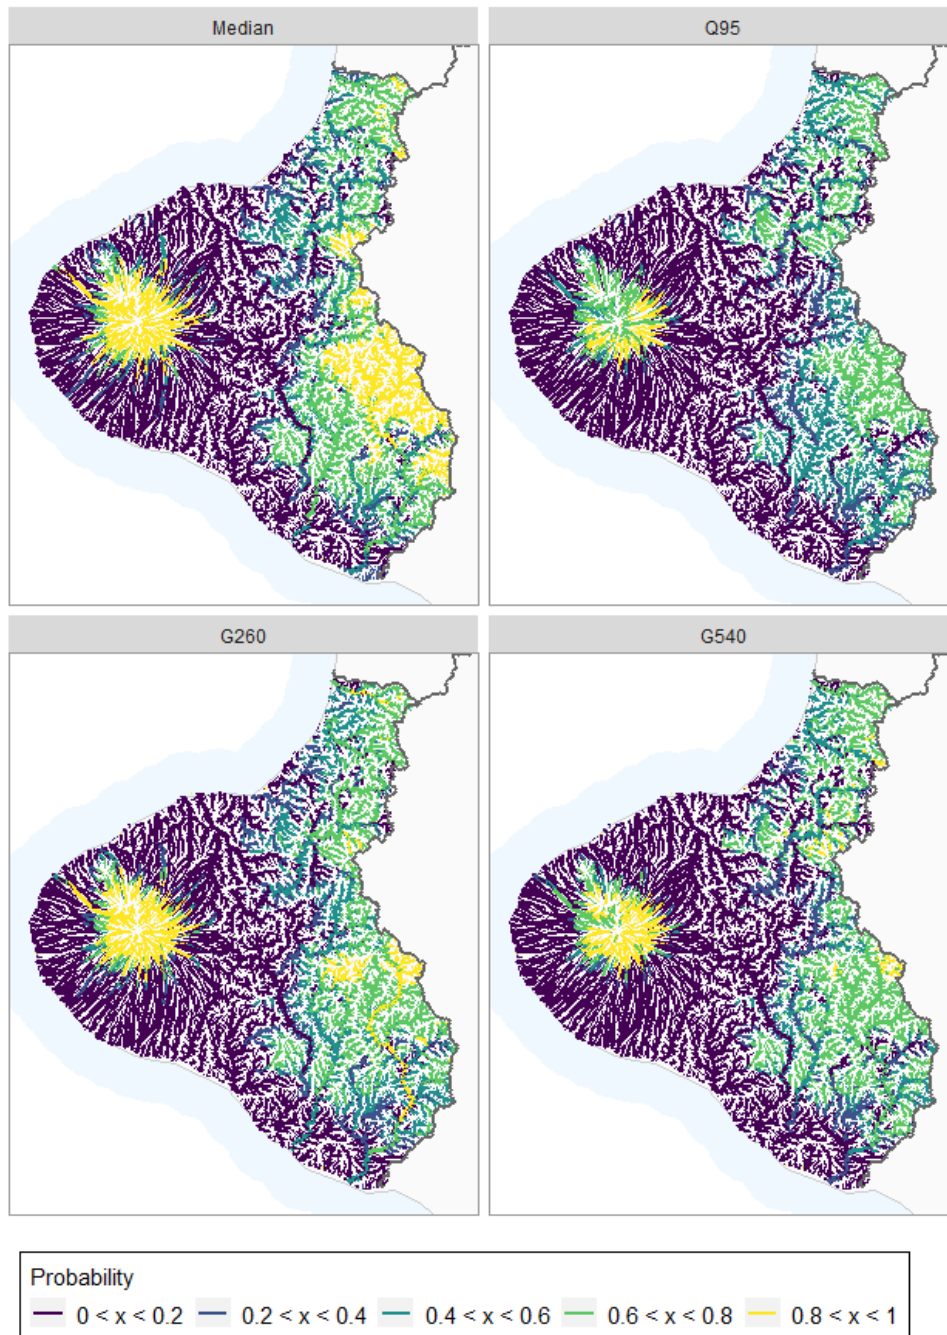 Median
Q95
G260
G540
Probability
0 < x < 0.2
0.2 < x < 0.4
0.4 < x < 0.6
0.6 < x < 0.8
0.8 < x < 1